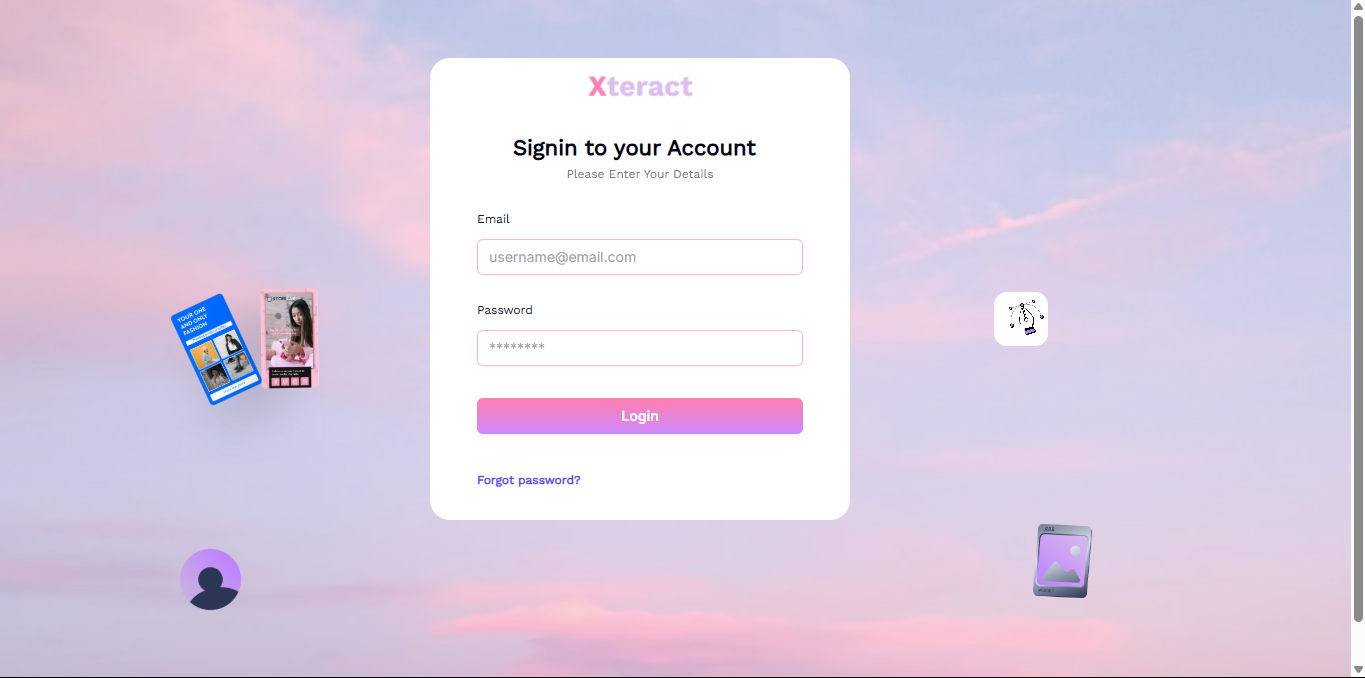 Xteract
Signin to your Account
Please Enter Your Details
Email
username@email.com
Password
********
Login
Forgot password?
YOUR ONE
AND ONLY
FASHION